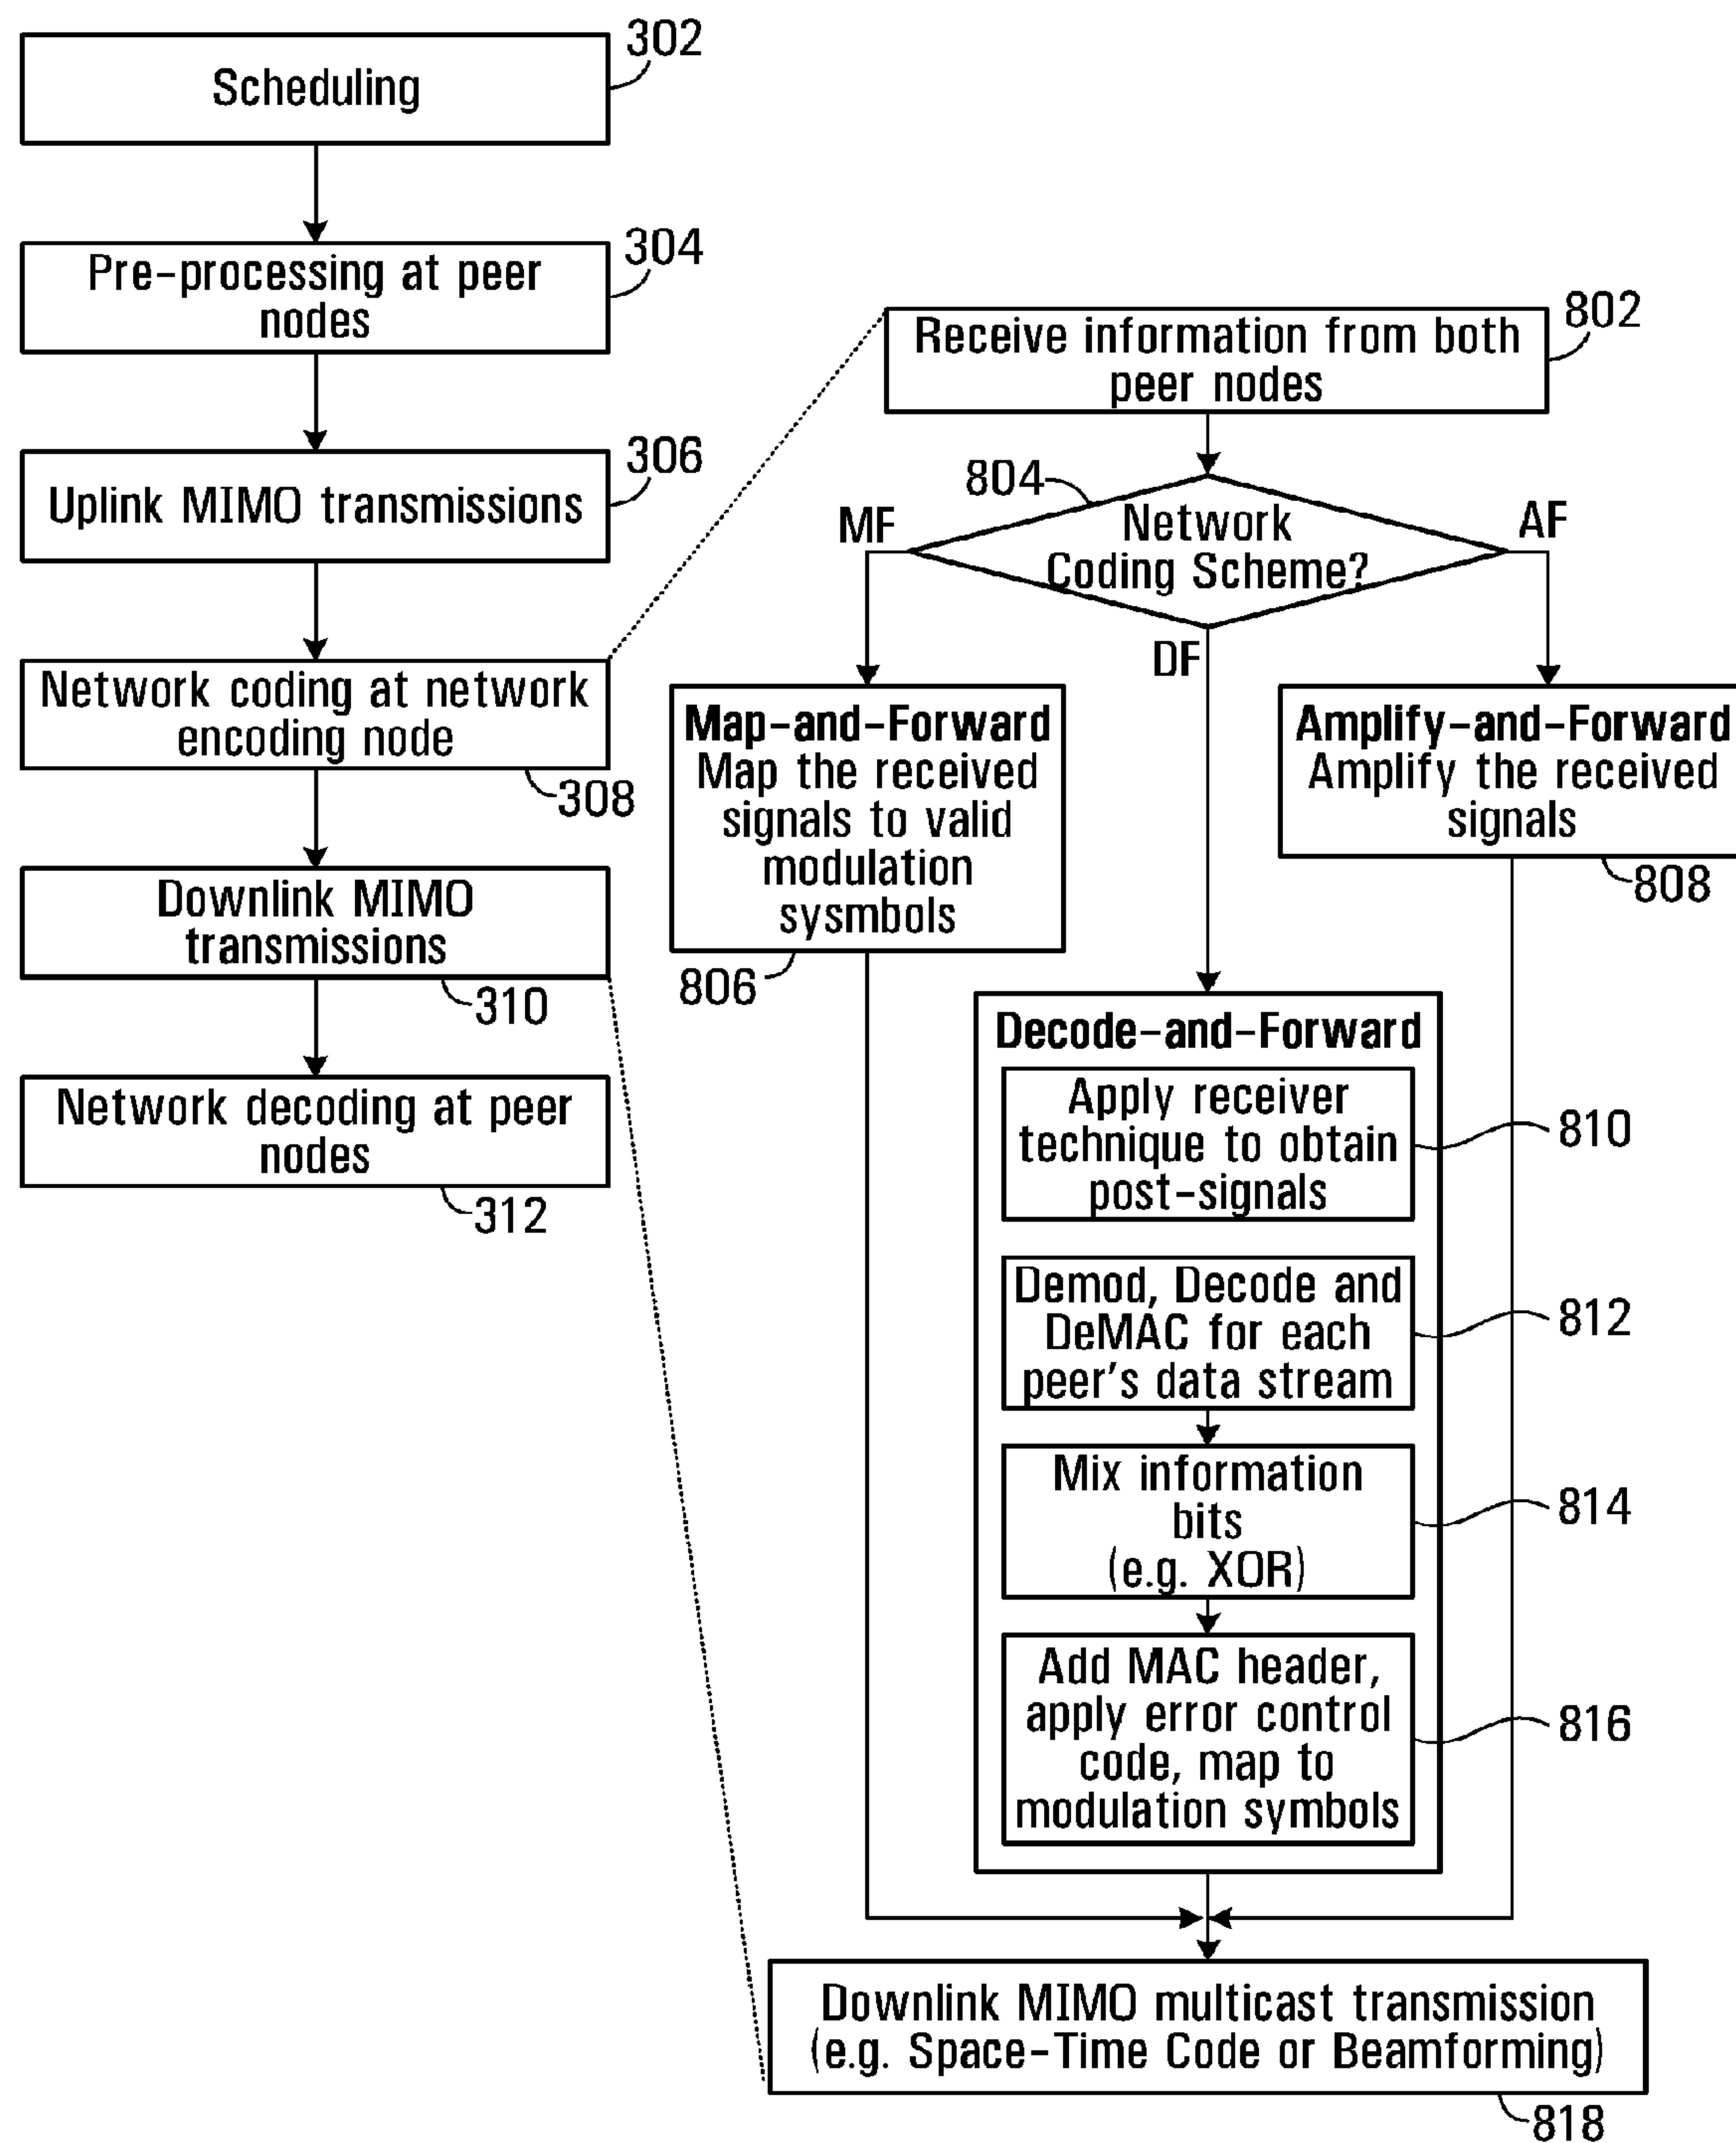 302
Scheduling
304
Pre-processing at peer
nodes
306
Uplink MIMO transmissions
Network coding at network
encoding node
308
Downlink MIMO
transmissions
310
Network decoding at peer
nodes
312
802
Receive information from both
peer nodes
804
MF
Network
Coding Scheme?
AF
DF
Map-and-Forward
Map the received
signals to valid
modulation
sysmbols
806
Amplify-and-Forward
Amplify the received
signals
808
Decode-and-Forward
Apply receiver
technique to obtain
post-signals
810
Demod, Decode and
DeMAC for each
peer's data stream
812
Mix information
bits
(e.g. XOR)
814
Add MAC header,
apply error control
code, map to
modulation symbols
816
Downlink MIMO multicast transmission
(e.g. Space-Time Code or Beamforming)
818